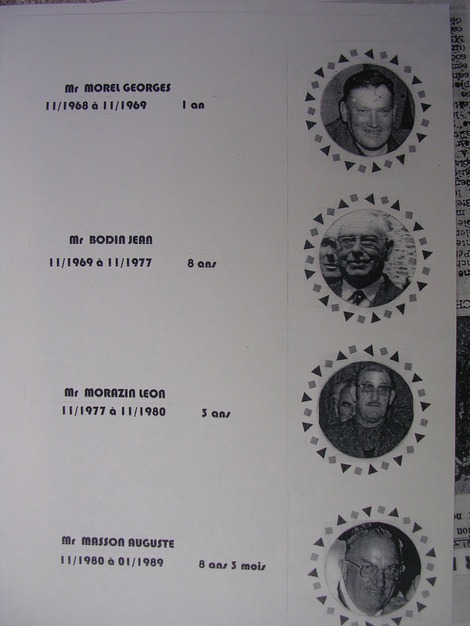 Mr MOREL GEORGES
11/1968 à 11/1969 1 an
Mr BODIN JEAN
11/1969 à 11/1977 8 ans
Mr MORAZIN LEON
11/1977 à 11/1980 3 ans
Mr MASSON AUGUSTE
11/1980 à 01/1989 8 ans 3 mois